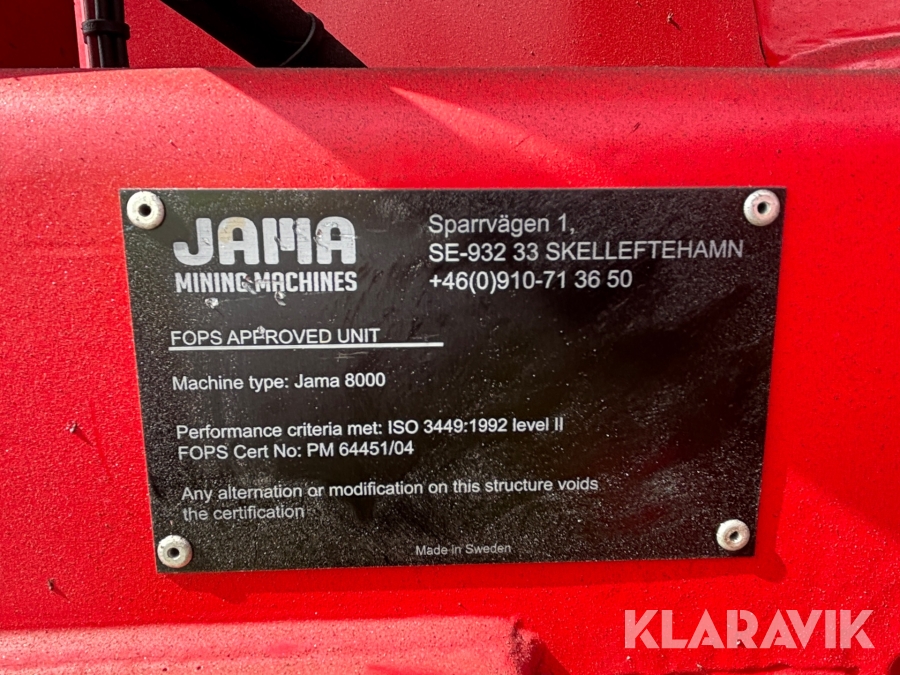 JAMA
MINING MACHINES
Sparrvägen 1,
SE-932 33 SKELLEFTEHAMN
+46(0)910-71 36 50
FOPS APPROVED UNIT
Machine type: Jama 8000
Performance criteria met: ISO 3449:1992 level II
FOPS Cert No: PM 64451/04
Any alternation or modification on this structure voids
the certification
Made in Sweden
KLARAVIK